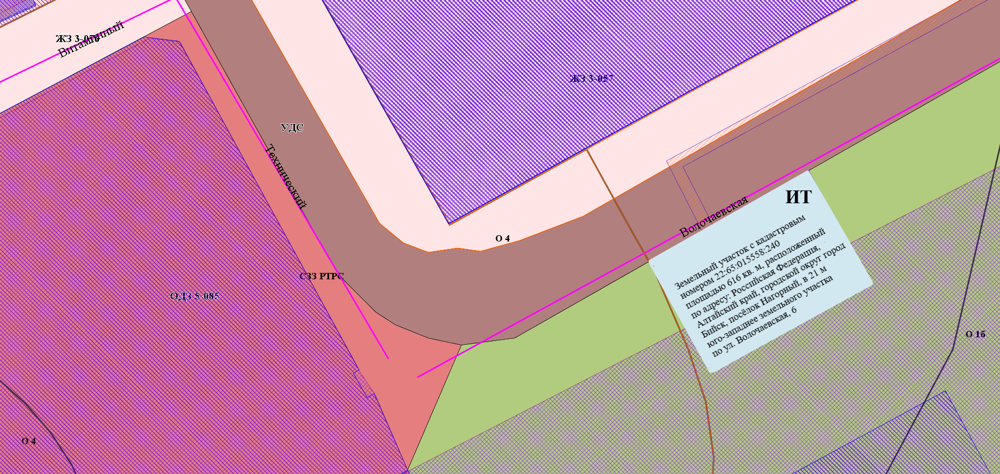 ЖЗ 3-076
Витаминный
ЖЗ 3-057
УДС
Технический
О 4
Волочаевская
ИТ
Земельный участок с кадастровым
номером 22:65:015558:240
площадью 616 кв. м, расположенный
по адресу: Российская Федерация,
Алтайский край, городской округ город
Бийск, посёлок Нагорный, в 21 м
юго-западнее земельного участка
по ул. Волочаевская, 6
СЗЗ РТРС
ОДЗ 5-085
О 16
О 4